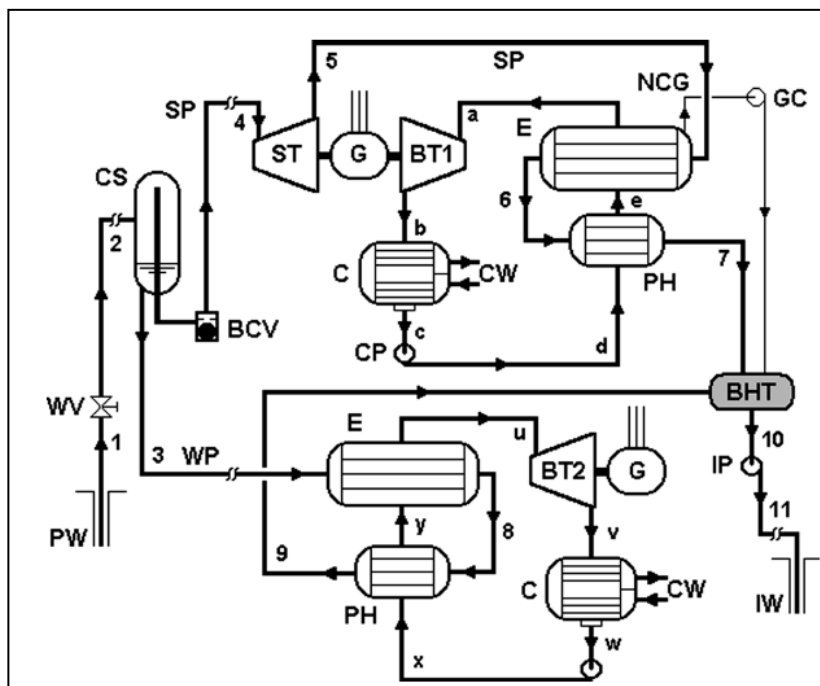 5 SP
NCG GC
SP 4 a E
ST G BT1
CS
2 6 e
b
C CW PH 7
BCV
c
CP d
WV BHT
E u 10
1 G IP
3 WP BT2
11
PW y 8 v
9 C CW IW
PH
w
x